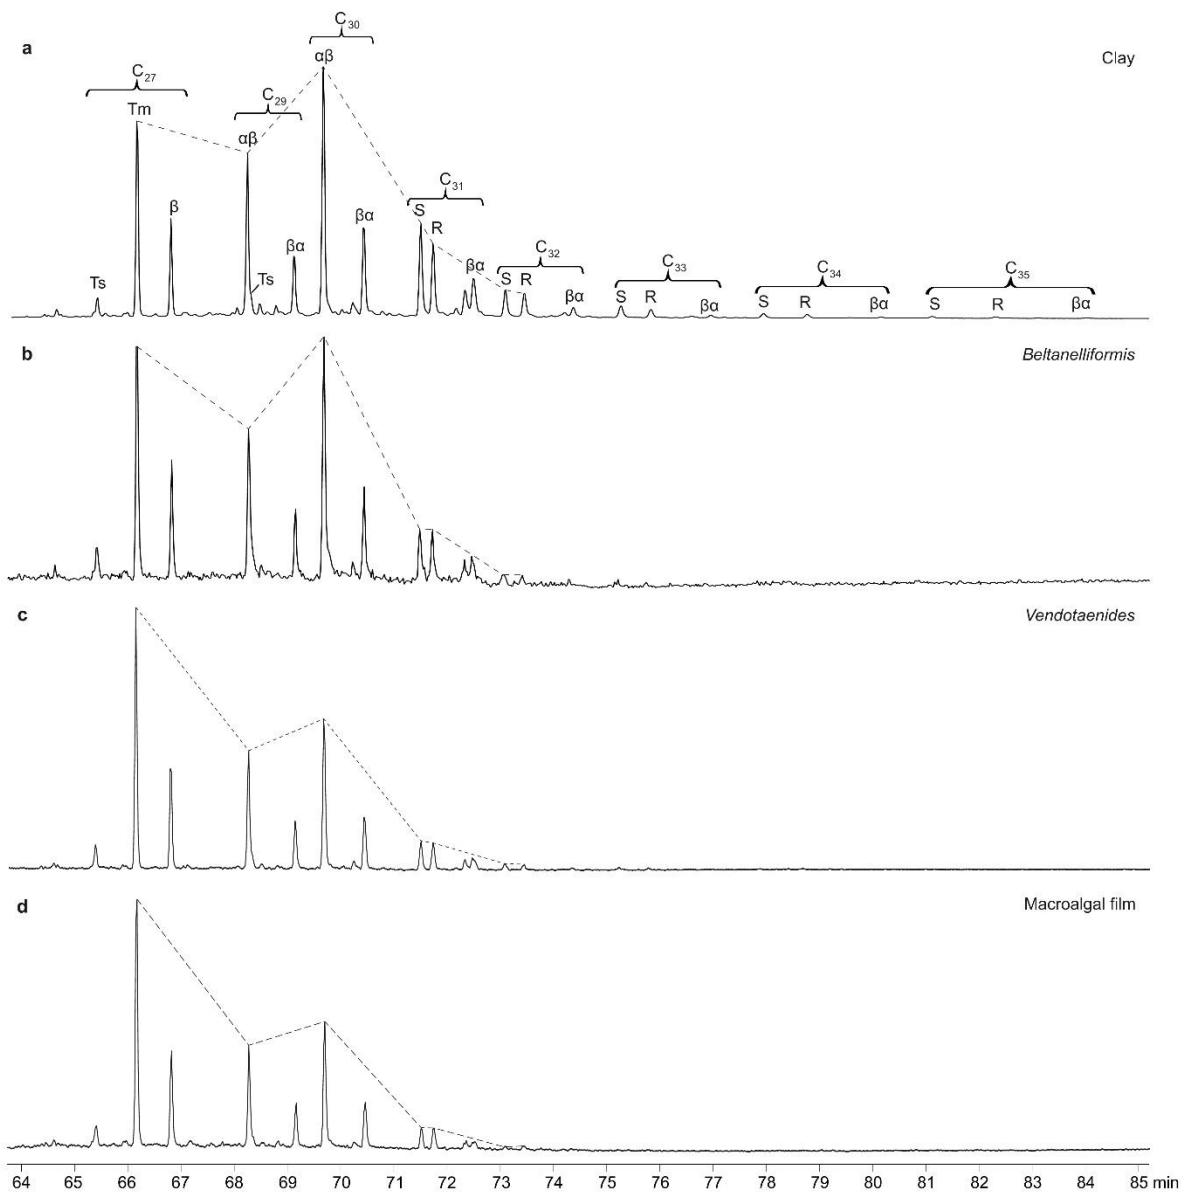 a
Clay
C30
αβ
C27
Tm
C29
αβ
β
Ts
Ts
βα
βα
C31
S
R
βα
C32
S R
βα
C33
S R
βα
C34
S R βα
C35
S R βα
b
Beltanelliformis
c
Vendotaenides
d
Macroalgal film
64 65 66 67 68 69 70 71 72 73 74 75 76 77 78 79 80 81 82 83 84 85 min